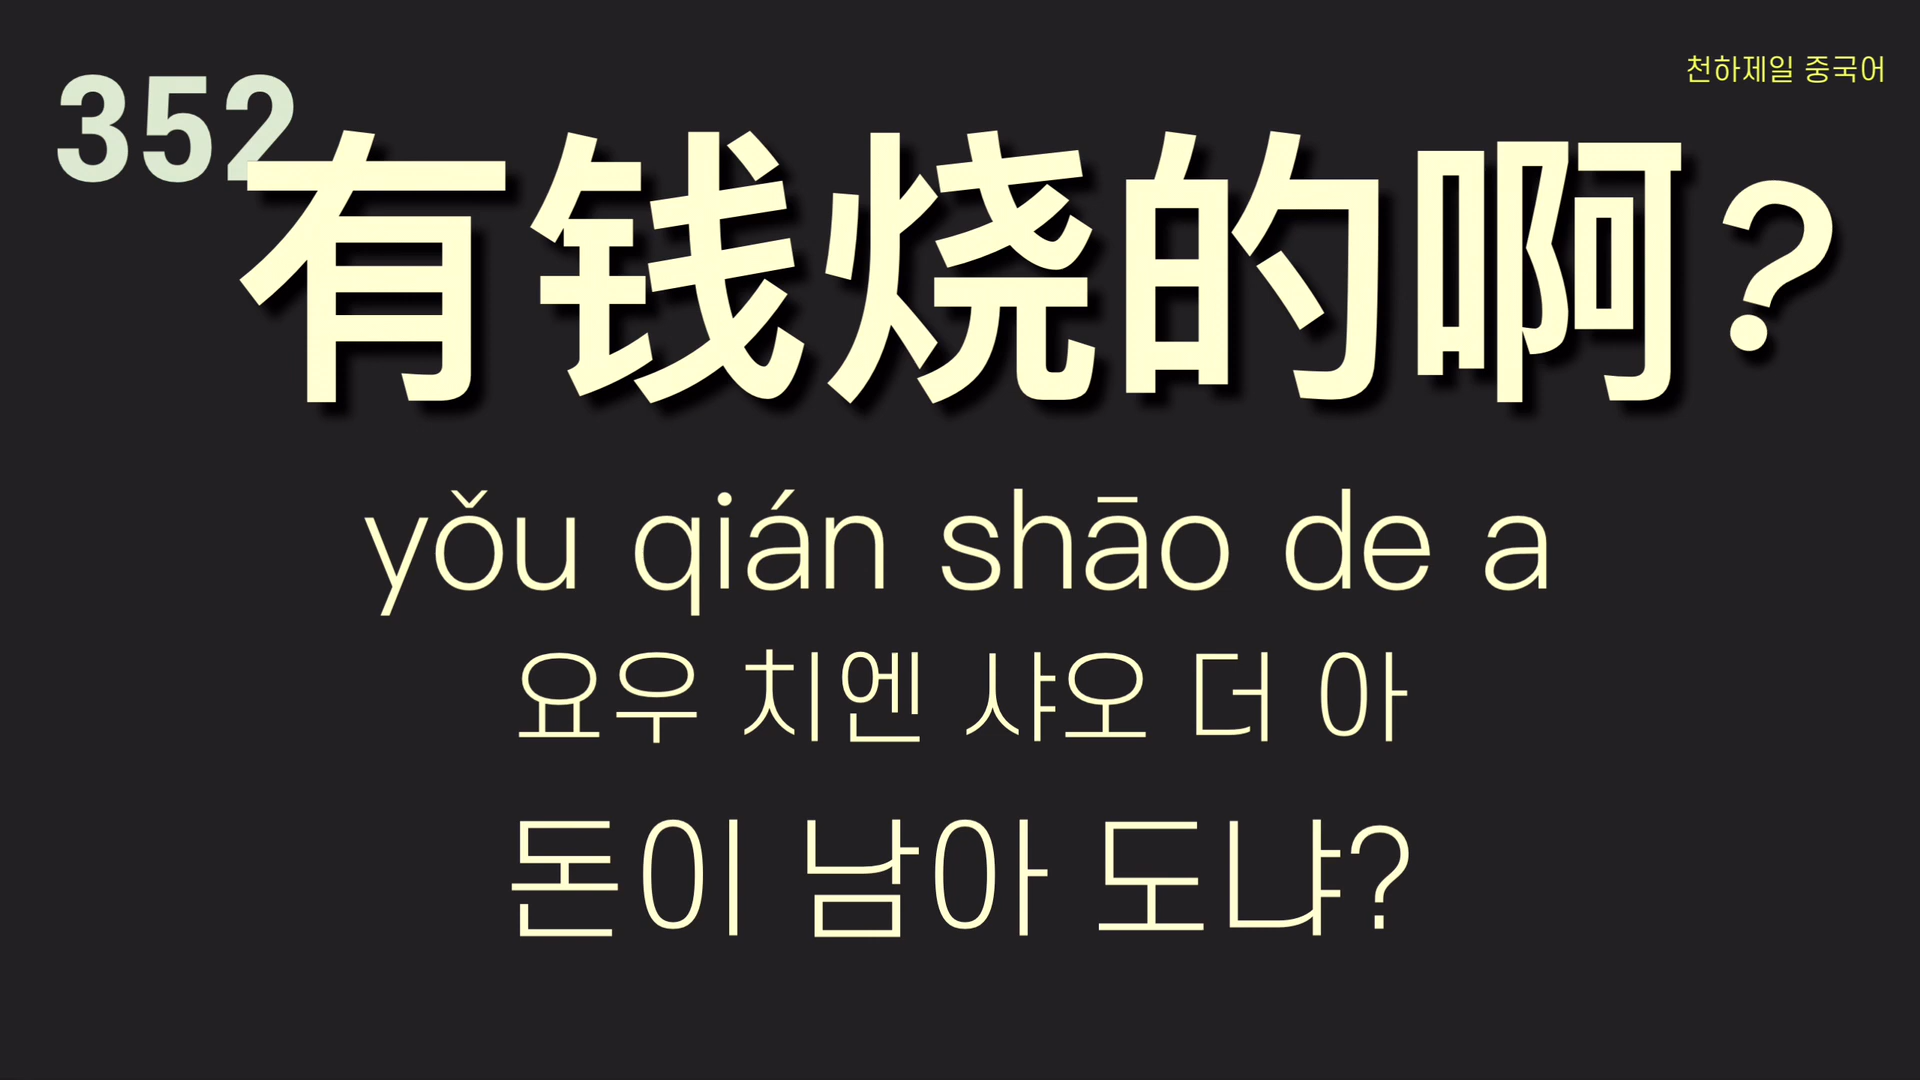 352
천하제일 중국어
有钱烧的啊?
yǒu qián shāo de a
요우 치엔 샤오 더 아
돈이 남아 도냐?